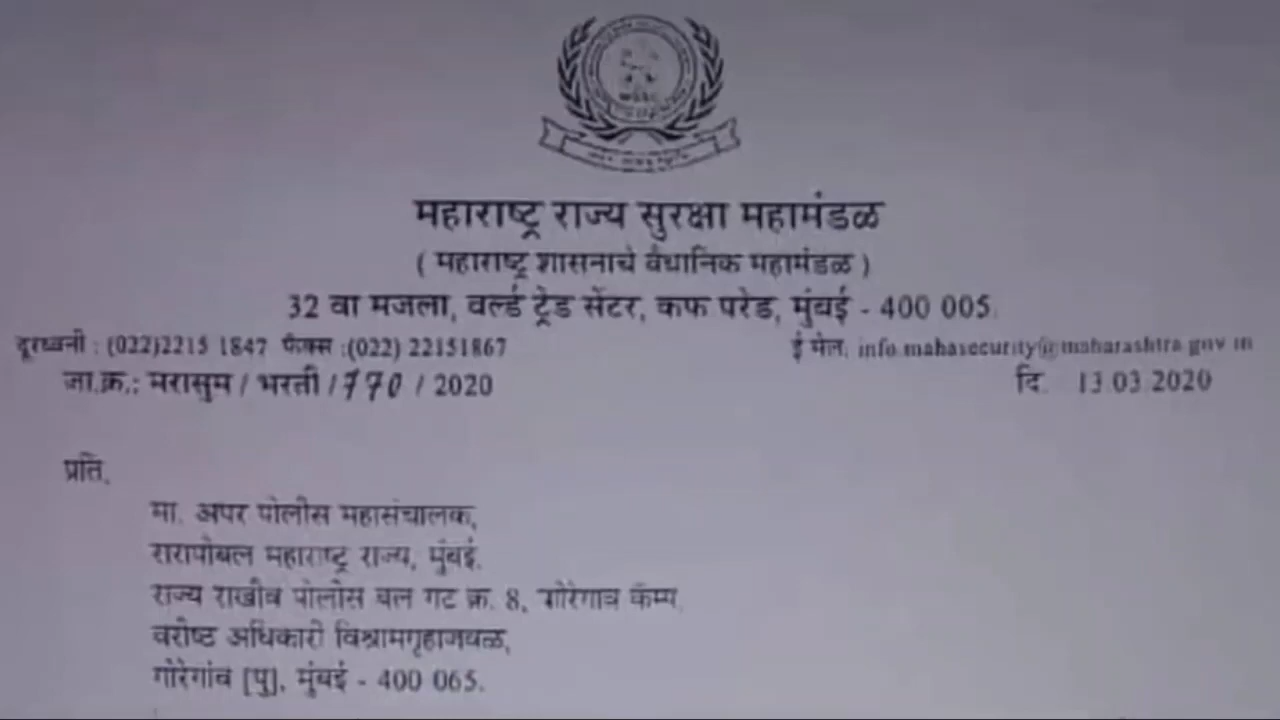 महाराष्ट्र राज्य सुरक्षा महामंडळ
( महाराष्ट्र शासनाचे वैधानिक महामंडळ )
32 वा मजला, वर्ल्ड ट्रेड सेंटर, कफ परेड, मुंबई - 400 005.
दूरध्वनी : (022)2215 1847 फॅक्स :(022) 22151867 ई मेल. info.mahasecurity@maharashtra.gov.in
जा.क्र.: मरासुम / भरती / 770 / 2020 दि. 13.03.2020
प्रति,
मा. अपर पोलीस महासंचालक,
रारापोबल महाराष्ट्र राज्य, मुंबई.
राज्य राखीव पोलीस बल गट क्र. 8, गोरेगाव कॅम्प,
वरीष्ट अधिकारी विश्रामगृहाजवळ,
गोरेगांव [पु], मुंबई - 400 065.